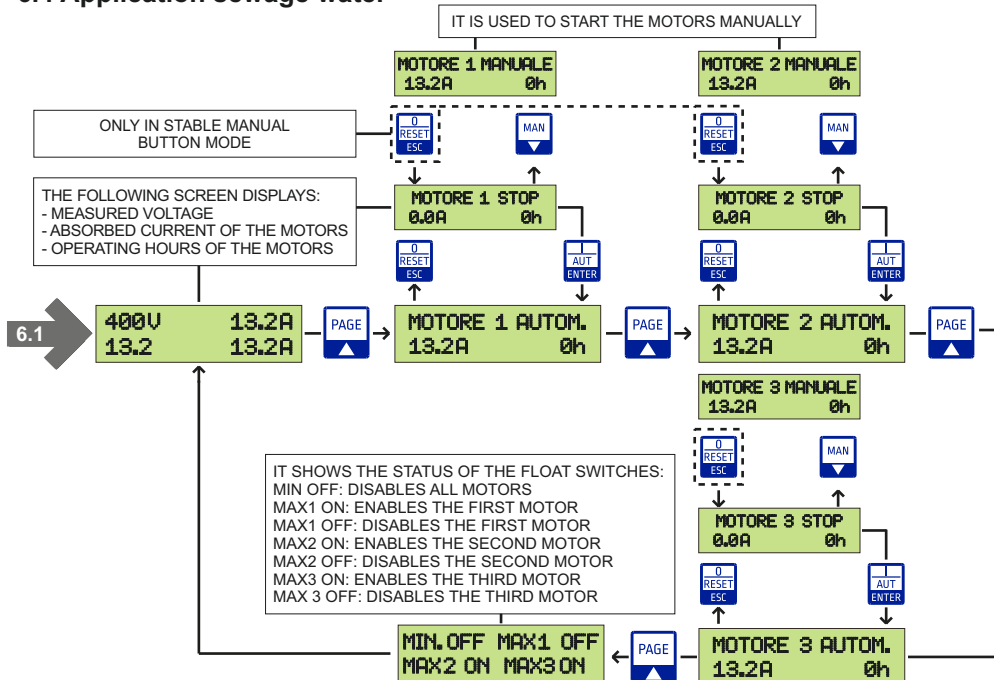 Application sewage water
IT IS USED TO START THE MOTORS MANUALLY
MOTORE 1 MANUALE
13.2A 0h
MOTORE 2 MANUALE
13.2A 0h
ONLY IN STABLE MANUAL
BUTTON MODE
0
RESET
ESC
MAN
0
RESET
ESC
MAN
THE FOLLOWING SCREEN DISPLAYS:
- MEASURED VOLTAGE
- ABSORBED CURRENT OF THE MOTORS
- OPERATING HOURS OF THE MOTORS
MOTORE 1 STOP
0.0A 0h
MOTORE 2 STOP
0.0A 0h
0
RESET
ESC
I
AUT
ENTER
0
RESET
ESC
I
AUT
ENTER
6.1
400V 13.2A
13.2 13.2A
PAGE
MOTORE 1 AUTOM.
13.2A 0h
PAGE
MOTORE 2 AUTOM.
13.2A 0h
PAGE
MOTORE 3 MANUALE
13.2A 0h
0
RESET
ESC
MAN
IT SHOWS THE STATUS OF THE FLOAT SWITCHES:
MIN OFF: DISABLES ALL MOTORS
MAX1 ON: ENABLES THE FIRST MOTOR
MAX1 OFF: DISABLES THE FIRST MOTOR
MAX2 ON: ENABLES THE SECOND MOTOR
MAX2 OFF: DISABLES THE SECOND MOTOR
MAX3 ON: ENABLES THE THIRD MOTOR
MAX 3 OFF: DISABLES THE THIRD MOTOR
MOTORE 3 STOP
0.0A 0h
0
RESET
ESC
I
AUT
ENTER
MIN.OFF MAX1 OFF
MAX2 ON MAX3ON
PAGE
MOTORE 3 AUTOM.
13.2A 0h